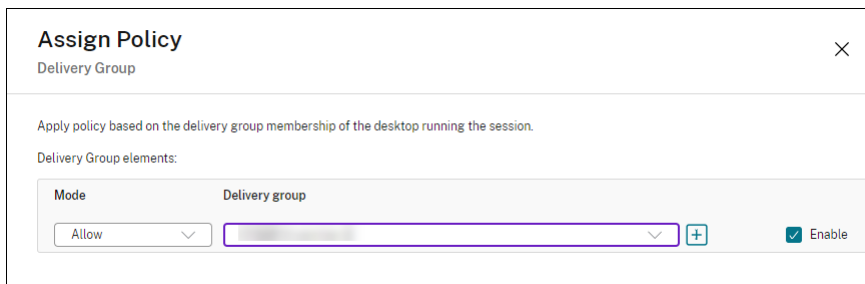 Assign Policy
Delivery Group
Apply policy based on the delivery group membership of the desktop running the session.
Delivery Group elements:
Mode Delivery group
Allow Enable